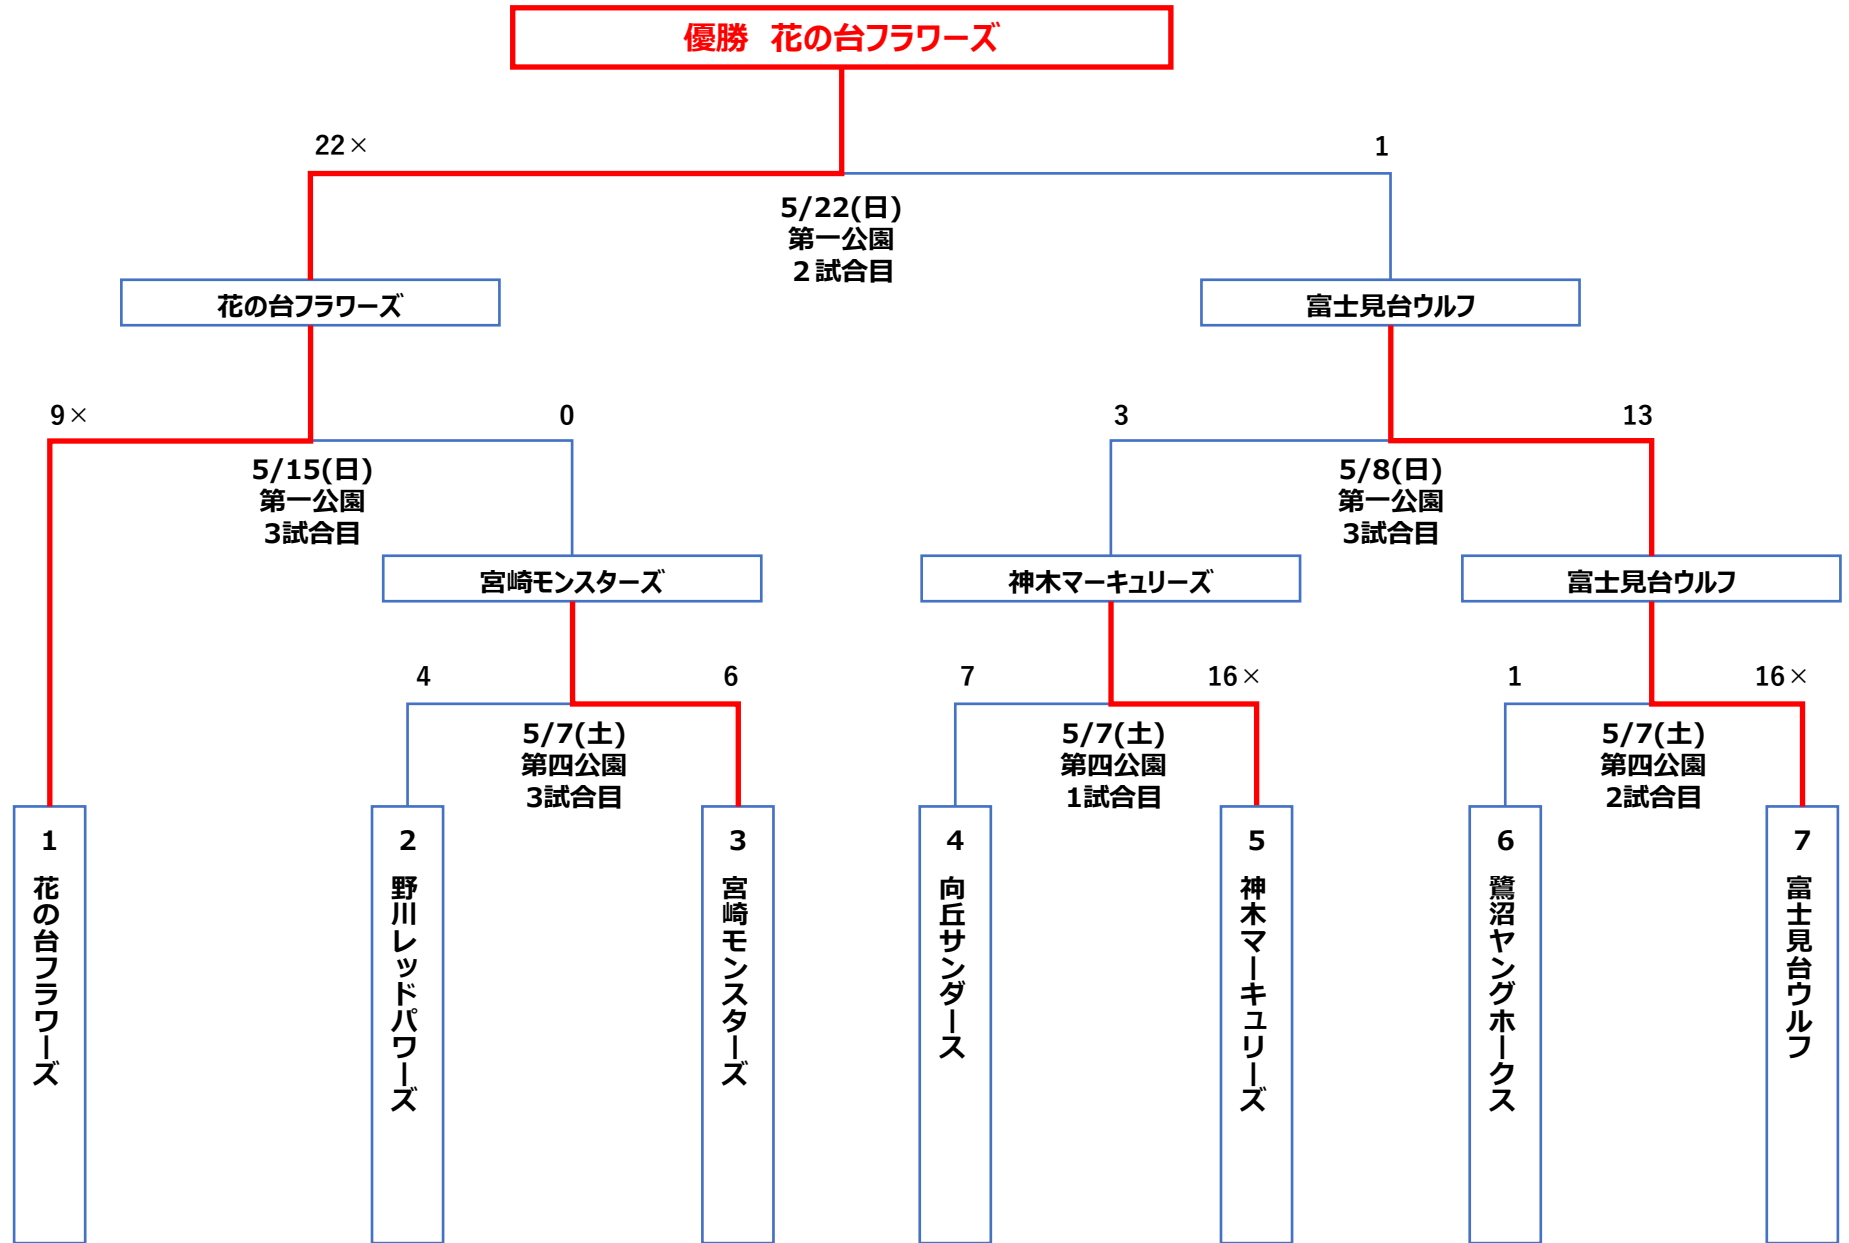 優勝 花の台フラワーズ
22×
1
5/22(日)
第一公園
２試合目
花の台フラワーズ
富士見台ウルフ
9×
0
3
13
5/15(日)
第一公園
3試合目
5/8(日)
第一公園
3試合目
宮崎モンスターズ
神木マーキュリーズ
富士見台ウルフ
4
6
7
16×
1
16×
5/7(土)
第四公園
3試合目
5/7(土)
第四公園
1試合目
5/7(土)
第四公園
2試合目
1 花の台フラワーズ
2 野川レッドパワーズ
3 宮崎モンスターズ
4 向丘サンダース
5 神木マーキュリーズ
6 鷺沼ヤングホークス
7 富士見台ウルフ